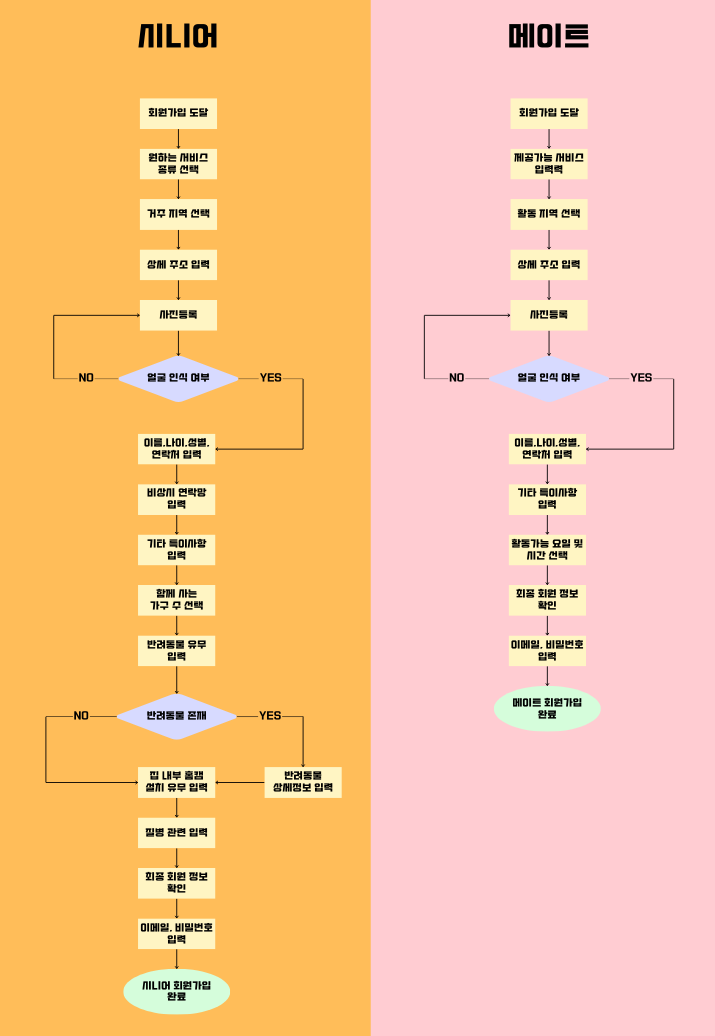 시니어
회원가입 도달
원하는 서비스
종류 선택
거주 지역 선택
상세 주소 입력
사진등록
얼굴 인식 여부
NO
YES
이름,나이,성별,
연락처 입력
비상시 연락망
입력
기타 특이사항
입력
함께 사는
가구 수 선택
반려동물 유무
입력
반려동물 존재
NO
YES
집 내부 홈캠
설치 유무 입력
반려동물
상세정보 입력
질병 관련 입력
최종 회원 정보
확인
이메일, 비밀번호
입력
시니어 회원가입
완료
메이트
회원가입 도달
제공가능 서비스
입력력
활동 지역 선택
상세 주소 입력
사진등록
얼굴 인식 여부
NO
YES
이름,나이,성별,
연락처 입력
기타 특이사항
입력
활동가능 요일 및
시간 선택
최종 회원 정보
확인
이메일, 비밀번호
입력
메이트 회원가입
완료